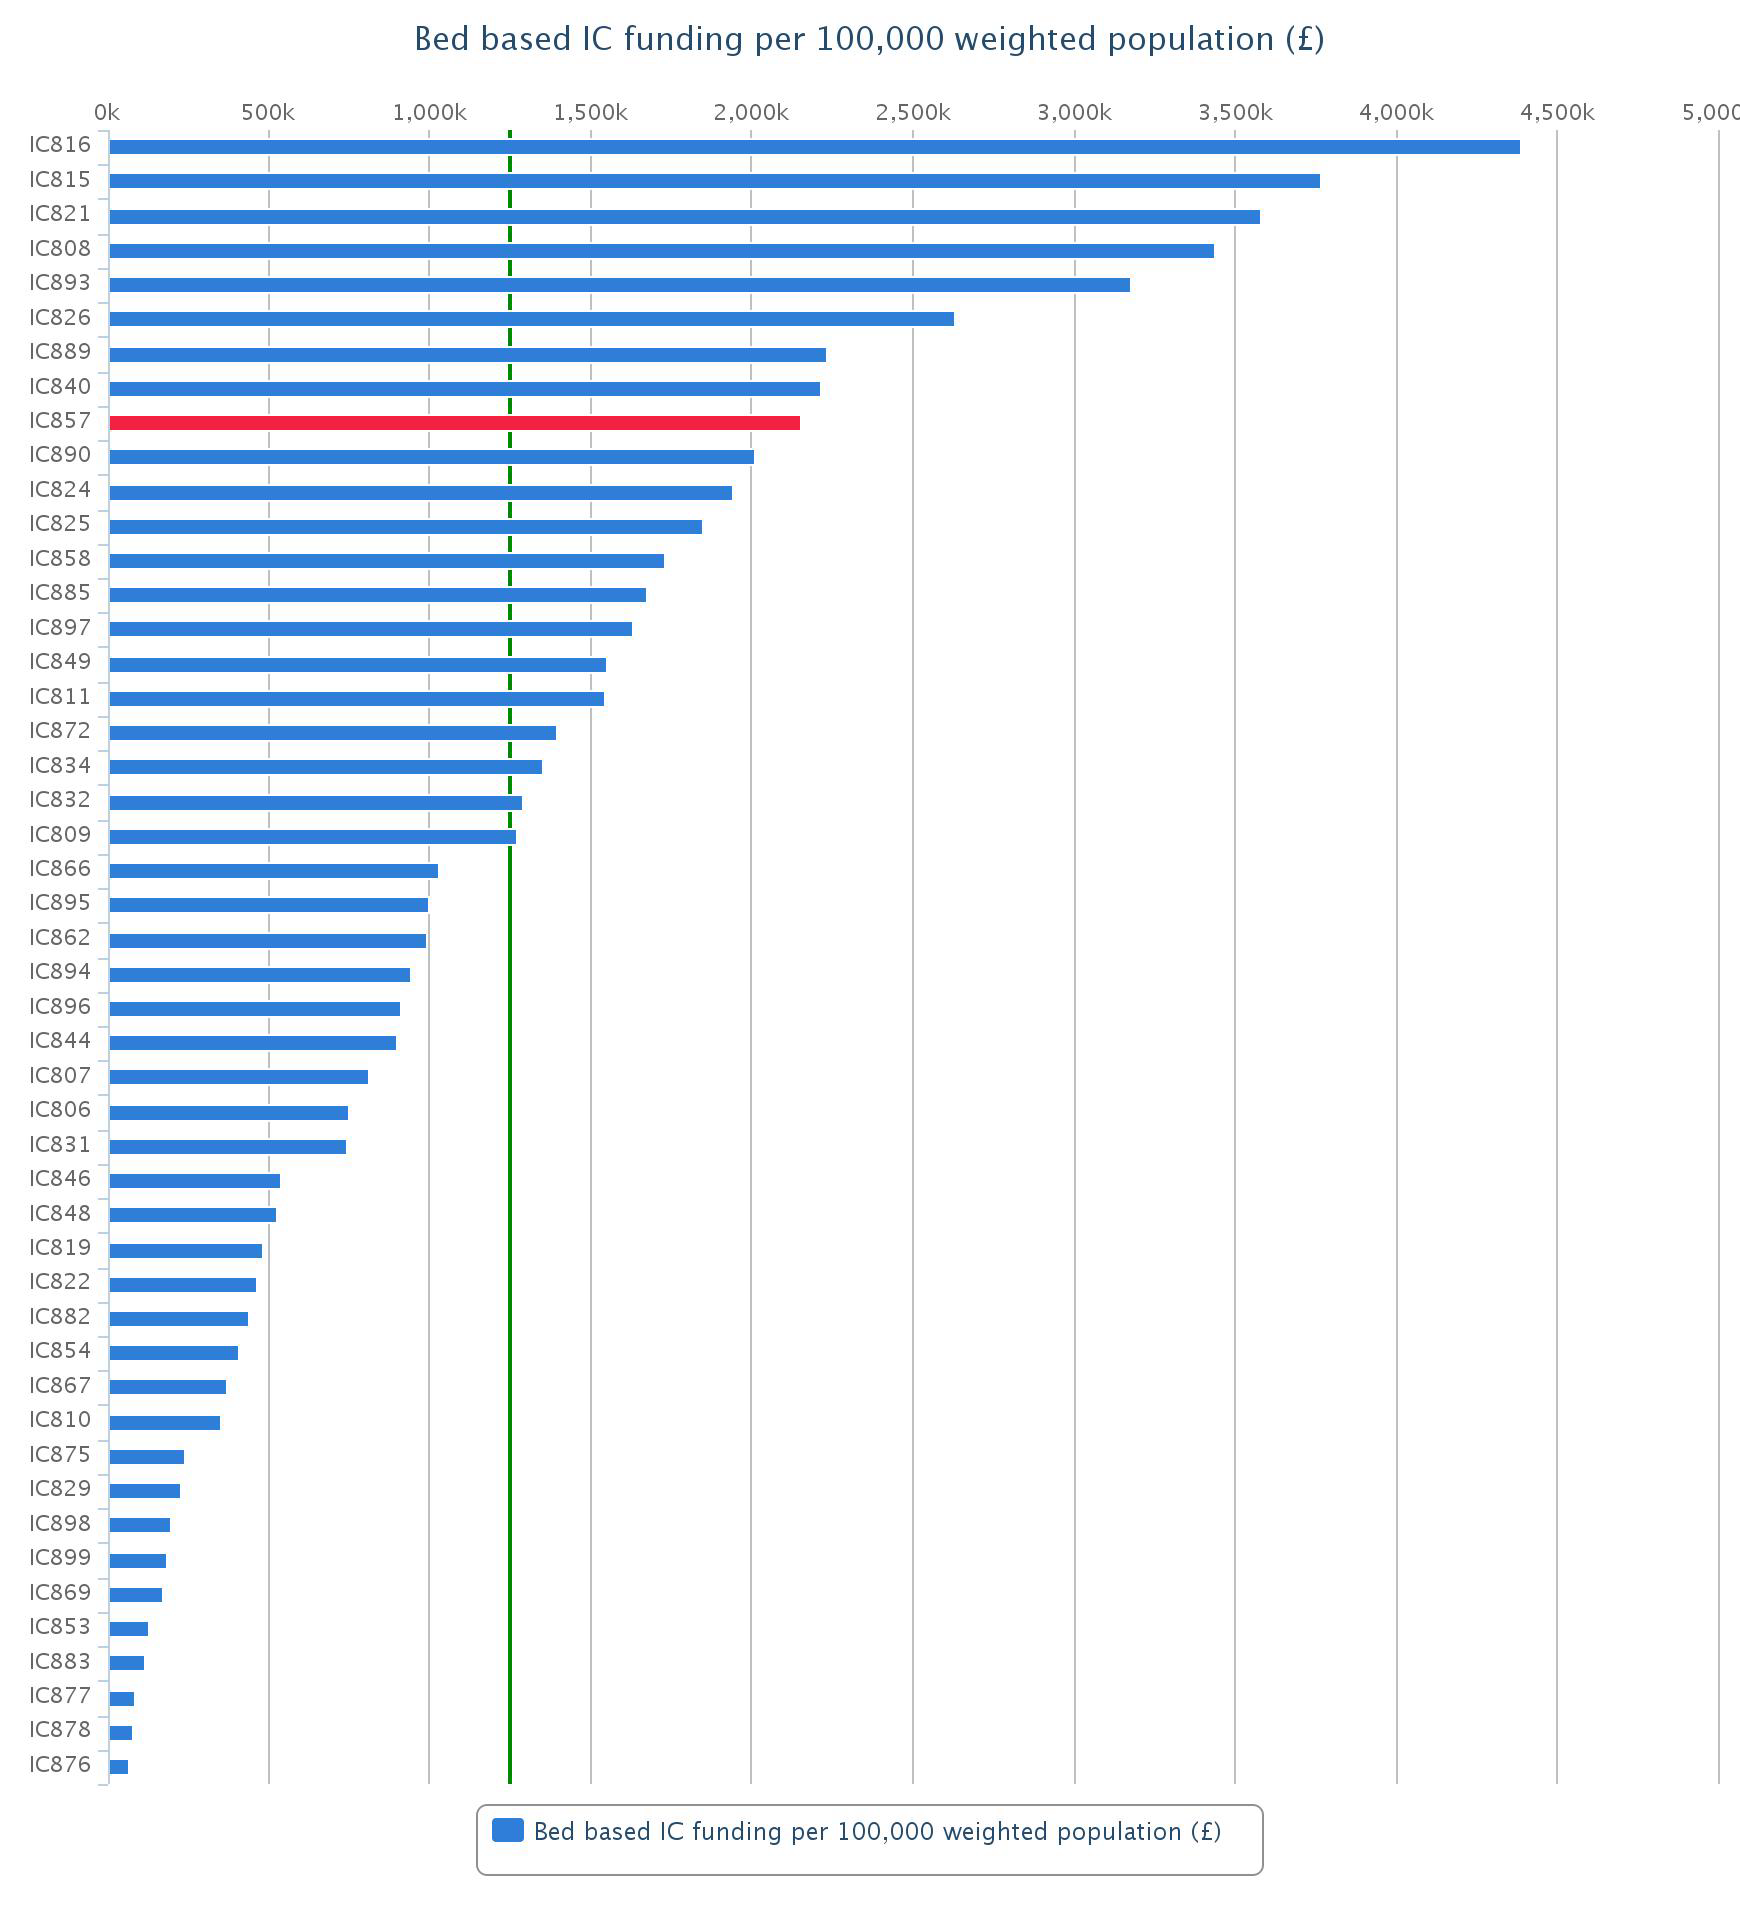 Bed based IC funding per 100,000 weighted population (£)
0k 500k 1,000k 1,500k 2,000k 2,500k 3,000k 3,500k 4,000k 4,500k 5,000
IC816
IC815
IC821
IC808
IC893
IC826
IC889
IC840
IC857
IC890
IC824
IC825
IC858
IC885
IC897
IC849
IC811
IC872
IC834
IC832
IC809
IC866
IC895
IC862
IC894
IC896
IC844
IC807
IC806
IC831
IC846
IC848
IC819
IC822
IC882
IC854
IC867
IC810
IC875
IC829
IC898
IC899
IC869
IC853
IC883
IC877
IC878
IC876
Bed based IC funding per 100,000 weighted population (£)